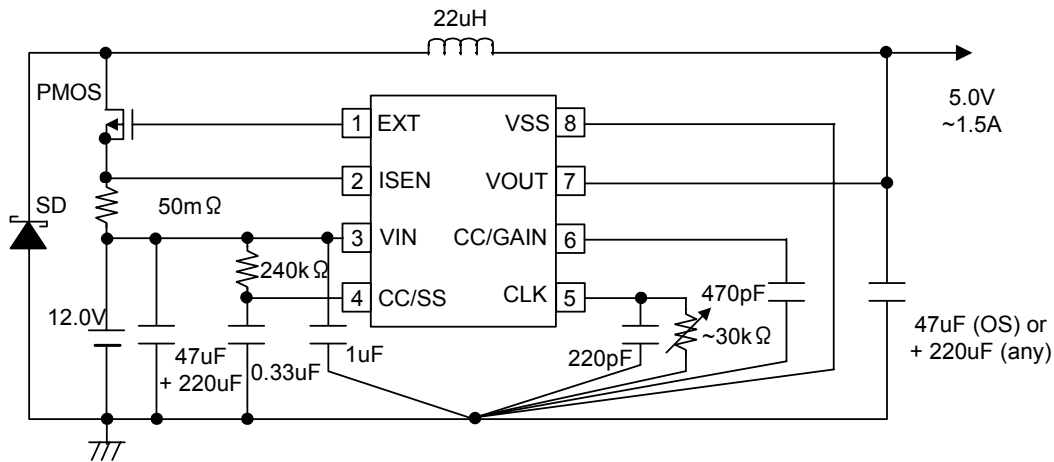 22uH
PMOS
5.0V
~1.5A
1 EXT
VSS 8
2 ISEN
VOUT 7
SD
50mΩ
3 VIN
CC/GAIN 6
240kΩ
4 CC/SS
CLK 5
470pF
12.0V
47uF
+ 220uF
0.33uF
1uF
220pF
~30kΩ
47uF (OS) or
+ 220uF (any)